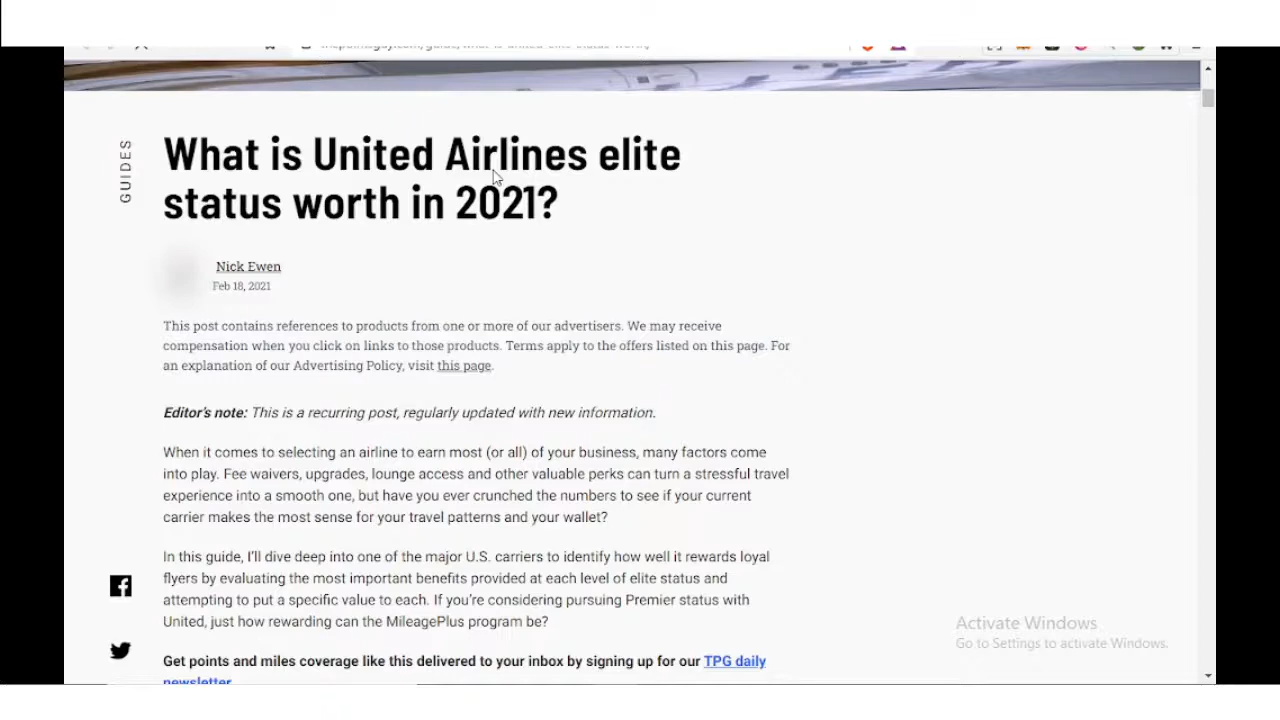 GUIDES
What is United Airlines elite
status worth in 2021?
Nick Ewen
Feb 18, 2021
This post contains references to products from one or more of our advertisers. We may receive
compensation when you click on links to those products. Terms apply to the offers listed on this page. For
an explanation of our Advertising Policy, visit this page.
Editor's note: This is a recurring post, regularly updated with new information.
When it comes to selecting an airline to earn most (or all) of your business, many factors come
into play. Fee waivers, upgrades, lounge access and other valuable perks can turn a stressful travel
experience into a smooth one, but have you ever crunched the numbers to see if your current
carrier makes the most sense for your travel patterns and your wallet?
In this guide, I'll dive deep into one of the major U.S. carriers to identify how well it rewards loyal
flyers by evaluating the most important benefits provided at each level of elite status and
attempting to put a specific value to each. If you're considering pursuing Premier status with
United, just how rewarding can the MileagePlus program be?
Get points and miles coverage like this delivered to your inbox by signing up for our TPG daily
newsletter
Activate Windows
Go to Settings to activate Windows.